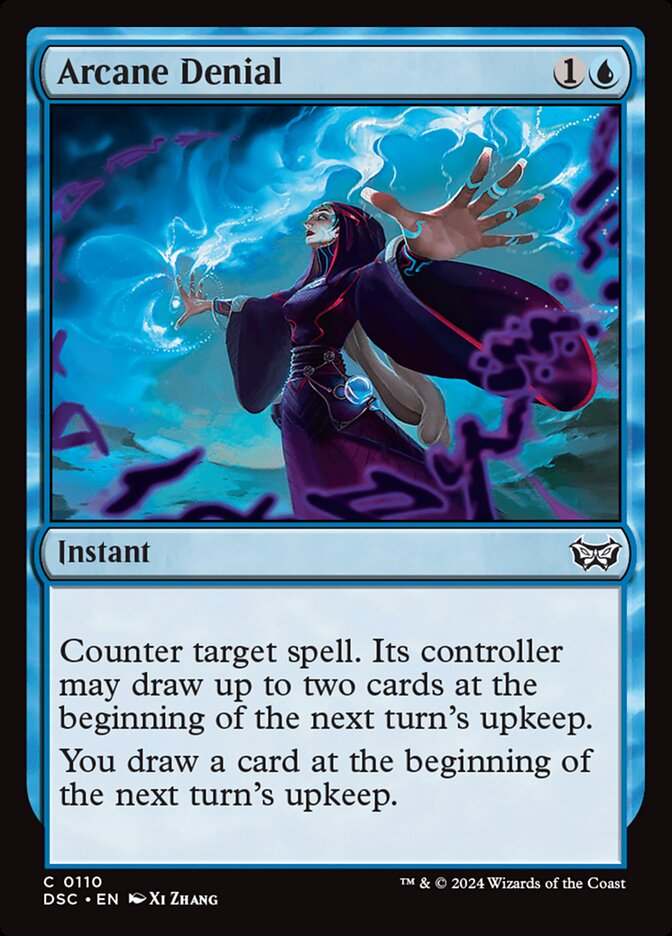 Arcane Denial 1
Instant
Counter target spell. Its controller
may draw up to two cards at the
beginning of the next turn's upkeep.
You draw a card at the beginning of
the next turn's upkeep.
C 0110
DSC • EN Xi Zhang
™ & © 2024 Wizards of the Coast